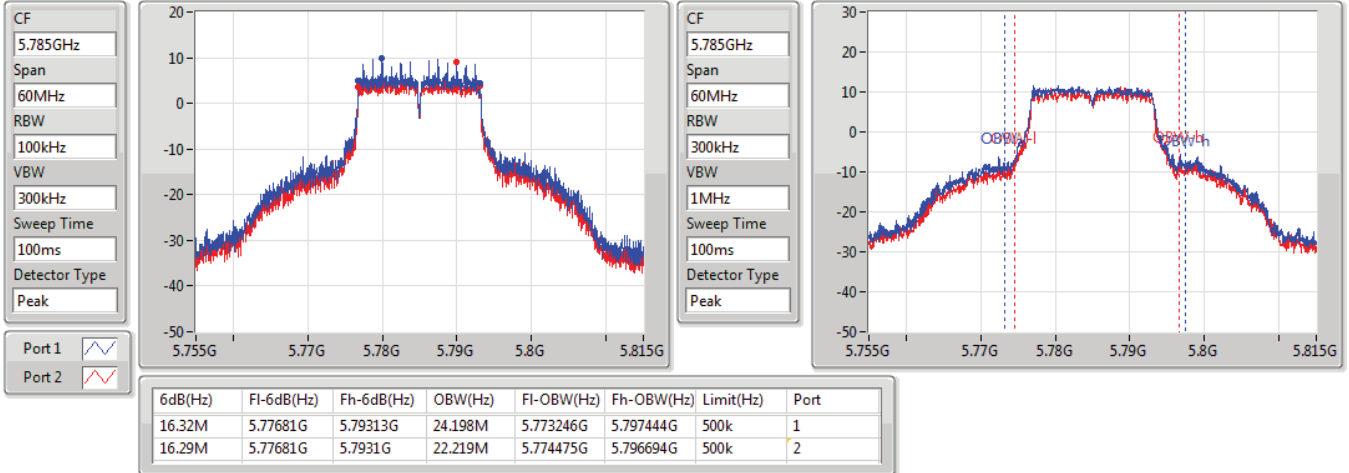 CF
5.785GHz
Span
60MHz
RBW
100kHz
VBW
300kHz
Sweep Time
100ms
Detector Type
Peak
Port 1
Port 2
20
10
0
-10
-20
-30
-40
-50
5.755G 5.77G 5.78G 5.79G 5.8G 5.815G
CF
5.785GHz
Span
60MHz
RBW
300kHz
VBW
1MHz
Sweep Time
100ms
Detector Type
Peak
30
20
10
0
-10
-20
-30
-40
-50
OBW-l
OBW-h
5.755G 5.77G 5.78G 5.79G 5.8G 5.815G
6dB(Hz) Fl-6dB(Hz) Fh-6dB(Hz) OBW(Hz) Fl-OBW(Hz) Fh-OBW(Hz) Limit(Hz) Port
16.32M 5.77681G 5.79313G 24.198M 5.773246G 5.797444G 500k 1
16.29M 5.77681G 5.7931G 22.219M 5.774475G 5.796694G 500k 2